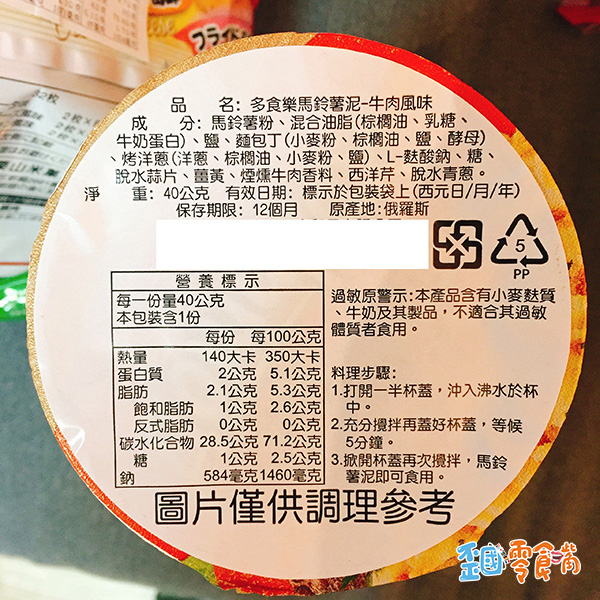 フライド
品 名: 多食樂馬鈴薯泥-牛肉風味
成 分: 馬鈴薯粉、混合油脂(棕櫚油、乳糖、
牛奶蛋白)、鹽、麵包丁(小麥粉、棕櫚油、鹽、酵母)
、烤洋蔥(洋蔥、棕櫚油、小麥粉、鹽)、L-麩酸鈉、糖、
脫水蒜片、薑黃、煙燻牛肉香料、西洋芹、脫水青蔥。
淨 重: 40公克 有效日期: 標示於包裝袋上(西元日/月/年)
保存期限: 12個月 原產地:俄羅斯
5
PP
營養標示
每一份量40公克
本包裝含1份
每份 每100公克
熱量 140大卡 350大卡
蛋白質 2公克 5.1公克
脂肪 2.1公克 5.3公克
飽和脂肪 1公克 2.6公克
反式脂肪 0公克 0公克
碳水化合物 28.5公克 71.2公克
糖 1公克 2.5公克
鈉 584毫克 1460毫克
過敏原警示:本產品含有小麥麩質
、牛奶及其製品，不適合其過敏
體質者食用。
料理步驟:
1.打開一半杯蓋，沖入沸水於杯
中。
2.充分攪拌再蓋好杯蓋，等候
5分鐘。
3.掀開杯蓋再次攪拌，馬鈴
薯泥即可食用。
圖片僅供調理參考
歪國零食嘴